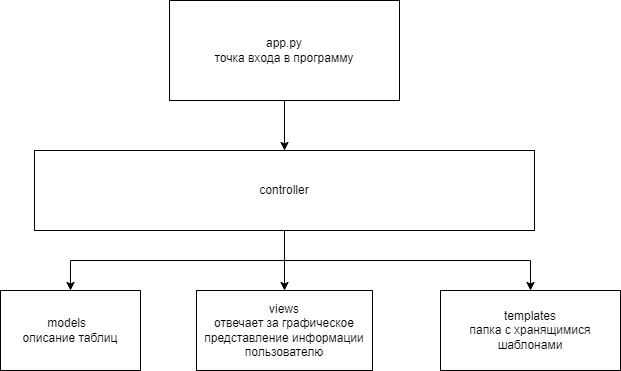 app.py
точка входа в программу
controller
models
описание таблиц
views
отвечает за графическое
представление информации
пользователю
templates
папка с хранящимися
шаблонами